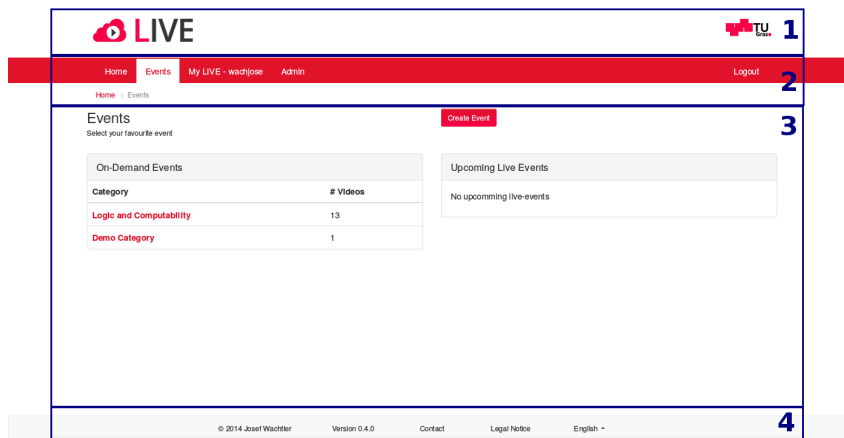 LIVE
TU
Graz
1
Home Events My LIVE - wachjose Admin Logout
2
Home > Events
Events
Create Event
3
Select your favourite event
On-Demand Events
Upcoming Live Events
Category # Videos
No upcomming live-events
Logic and Computability 13
Demo Category 1
© 2014 Josef Wachtler Version 0.4.0 Contact Legal Notice English
4